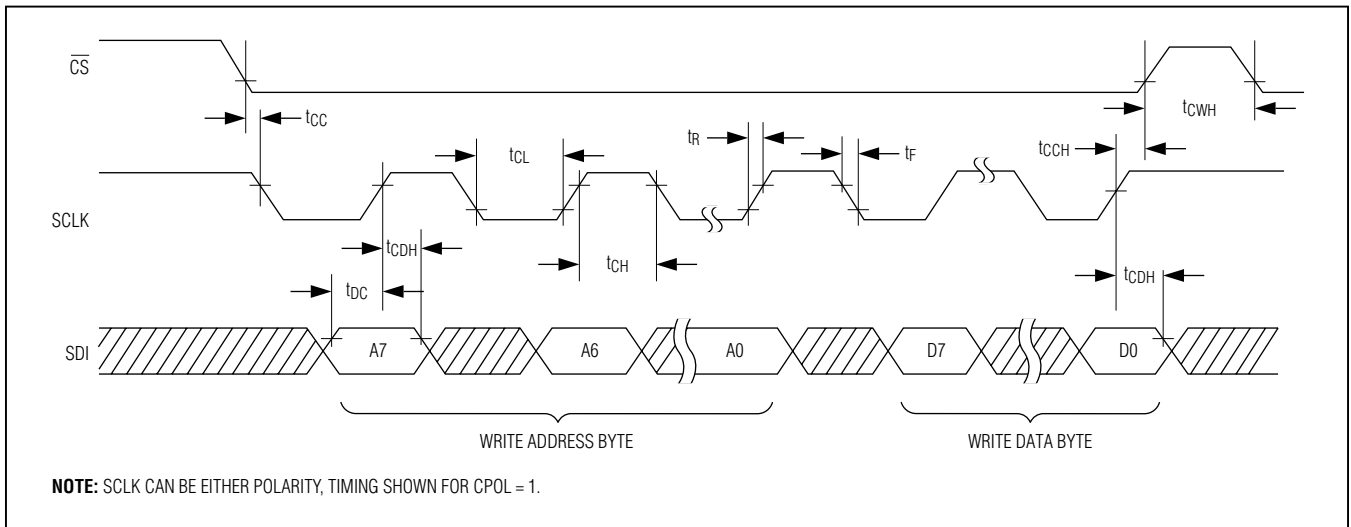 CS
tCC
tCWH
tR
tF
tCCH
tCL
SCLK
tCDH
tCH
tCDH
tDC
SDI
A7
A6
A0
D7
D0
WRITE ADDRESS BYTE
WRITE DATA BYTE
NOTE: SCLK CAN BE EITHER POLARITY, TIMING SHOWN FOR CPOL = 1.